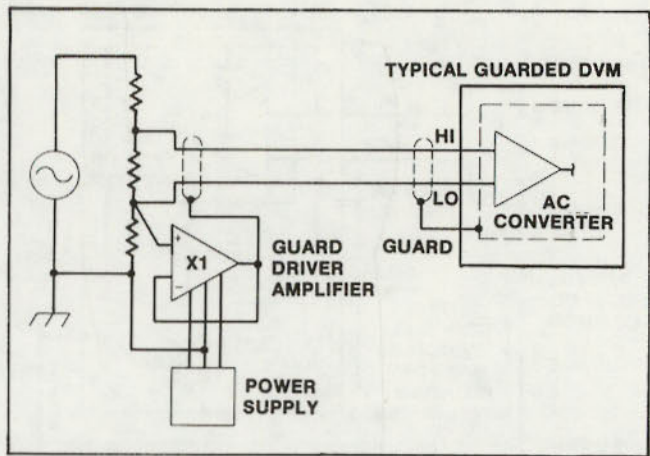 TYPICAL GUARDED DVM
HI
LO
AC
CONVERTER
GUARD
+
X1
−
GUARD
DRIVER
AMPLIFIER
POWER
SUPPLY